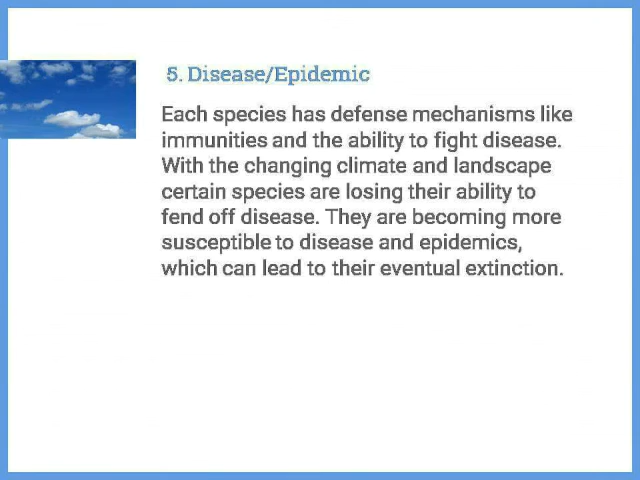 5. Disease/Epidemic
Each species has defense mechanisms like
immunities and the ability to fight disease.
With the changing climate and landscape
certain species are losing their ability to
fend off disease. They are becoming more
susceptible to disease and epidemics,
which can lead to their eventual extinction.